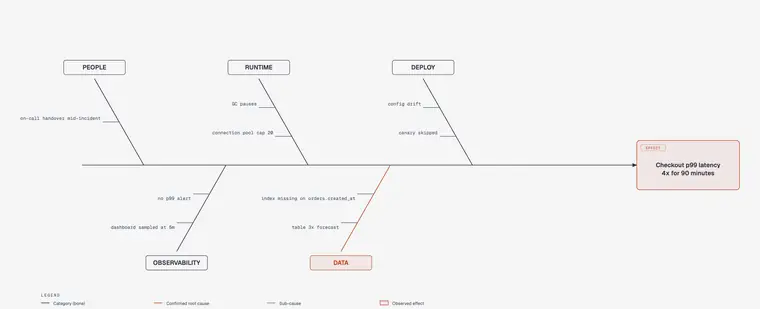 PEOPLE
RUNTIME
DEPLOY
GC pauses
config drift
on-call handover mid-incident
connection pool cap 20
canary skipped
EFFECT
Checkout p99 latency
4x for 90 minutes
no p99 alert
index missing on orders.created_at
dashboard sampled at 5m
table 3x forecast
OBSERVABILITY
DATA
LEGEND
Category (bone)
Confirmed root cause
Sub-cause
Observed effect